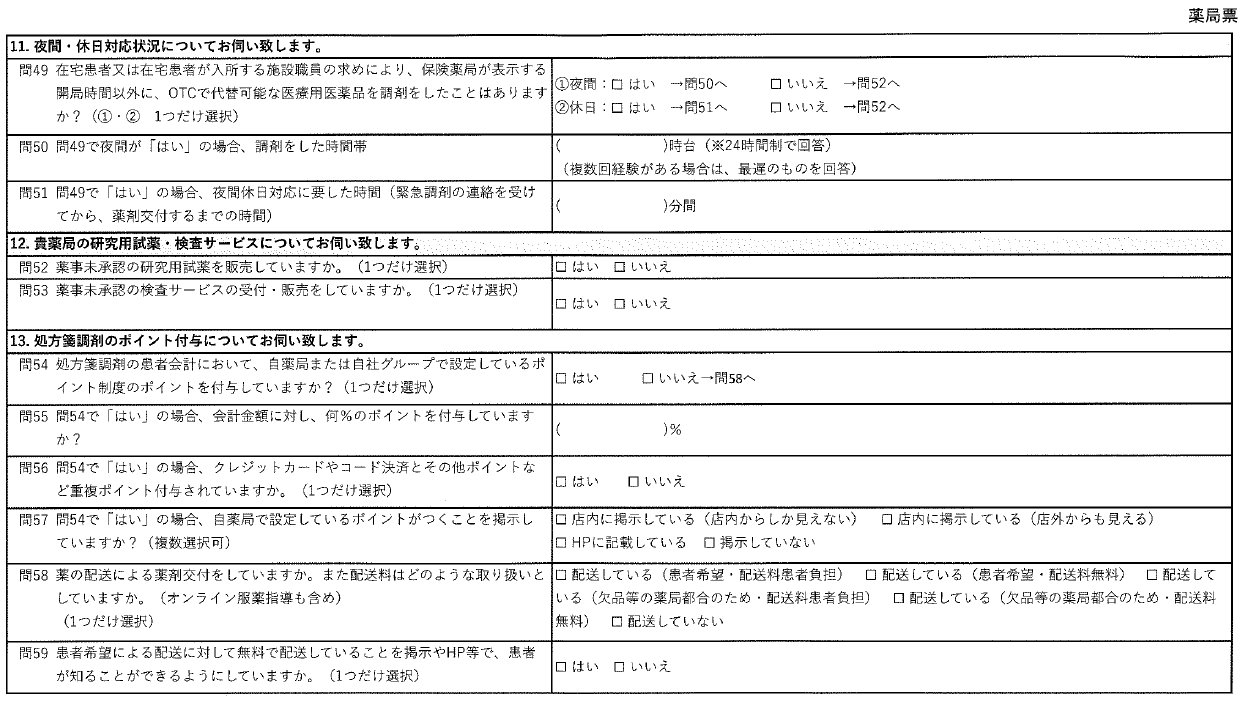 薬局票
11. 夜間・休日対応状況についてお伺い致します。
問49 在宅患者又は在宅患者が入所する施設職員の求めにより、保険薬局が表示する
開局時間以外に、OTCで代替可能な医療用医薬品を調剤をしたことはあります
か？（①・② 1つだけ選択）
①夜間：□ はい →問50へ □ いいえ →問52へ
②休日：□ はい →問51へ □ いいえ →問52へ
問50 問49で夜間が「はい」の場合、調剤をした時間帯
( )時台（※24時間制で回答）
（複数回経験がある場合は、最遅のものを回答）
問51 問49で「はい」の場合、夜間休日対応に要した時間（緊急調剤の連絡を受け
てから、薬剤交付するまでの時間）
( )分間
12. 貴薬局の研究用試薬・検査サービスについてお伺い致します。
問52 薬事未承認の研究用試薬を販売していますか。（1つだけ選択）
□ はい □ いいえ
問53 薬事未承認の検査サービスの受付・販売をしていますか。（1つだけ選択）
□ はい □ いいえ
13. 処方箋調剤のポイント付与についてお伺い致します。
問54 処方箋調剤の患者会計において、自薬局または自社グループで設定しているポ
イント制度のポイントを付与していますか？（1つだけ選択）
□ はい □ いいえ→問58へ
問55 問54で「はい」の場合、会計金額に対し、何％のポイントを付与しています
か？
( )％
問56 問54で「はい」の場合、クレジットカードやコード決済とその他ポイントな
ど重複ポイント付与されていますか。（1つだけ選択）
□ はい □ いいえ
問57 問54で「はい」の場合、自薬局で設定しているポイントがつくことを掲示し
ていますか？（複数選択可）
□ 店内に掲示している（店内からしか見えない） □ 店内に掲示している（店外からも見える）
□ HPに記載している □ 掲示していない
問58 薬の配送による薬剤交付をしていますか。また配送料はどのような取り扱いと
していますか。（オンライン服薬指導も含め）
（1つだけ選択）
□ 配送している（患者希望・配送料患者負担） □ 配送している（患者希望・配送料無料） □ 配送して
いる（欠品等の薬局都合のため・配送料患者負担） □ 配送している（欠品等の薬局都合のため・配送料
無料） □ 配送していない
問59 患者希望による配送に対して無料で配送していることを掲示やHP等で、患者
が知ることができるようにしていますか。（1つだけ選択）
□ はい □ いいえ